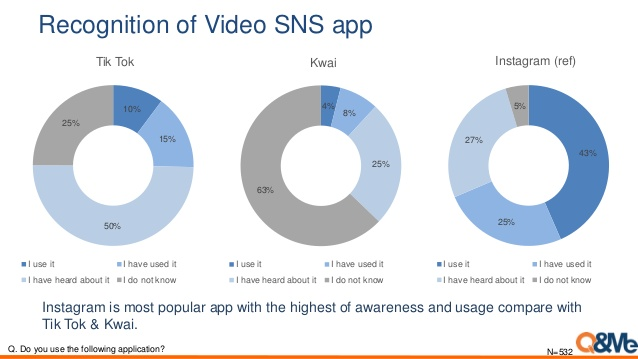 Recognition of Video SNS app
Tik Tok
10%
15%
50%
25%
I use it I have used it
I have heard about it I do not know
Kwai
4%
8%
25%
63%
I use it I have used it
I have heard about it I do not know
Instagram (ref)
43%
25%
27%
5%
I use it I have used it
I have heard about it I do not know
Instagram is most popular app with the highest of awareness and usage compare with
Tik Tok & Kwai.
Q. Do you use the following application?
N=532
Q&Me